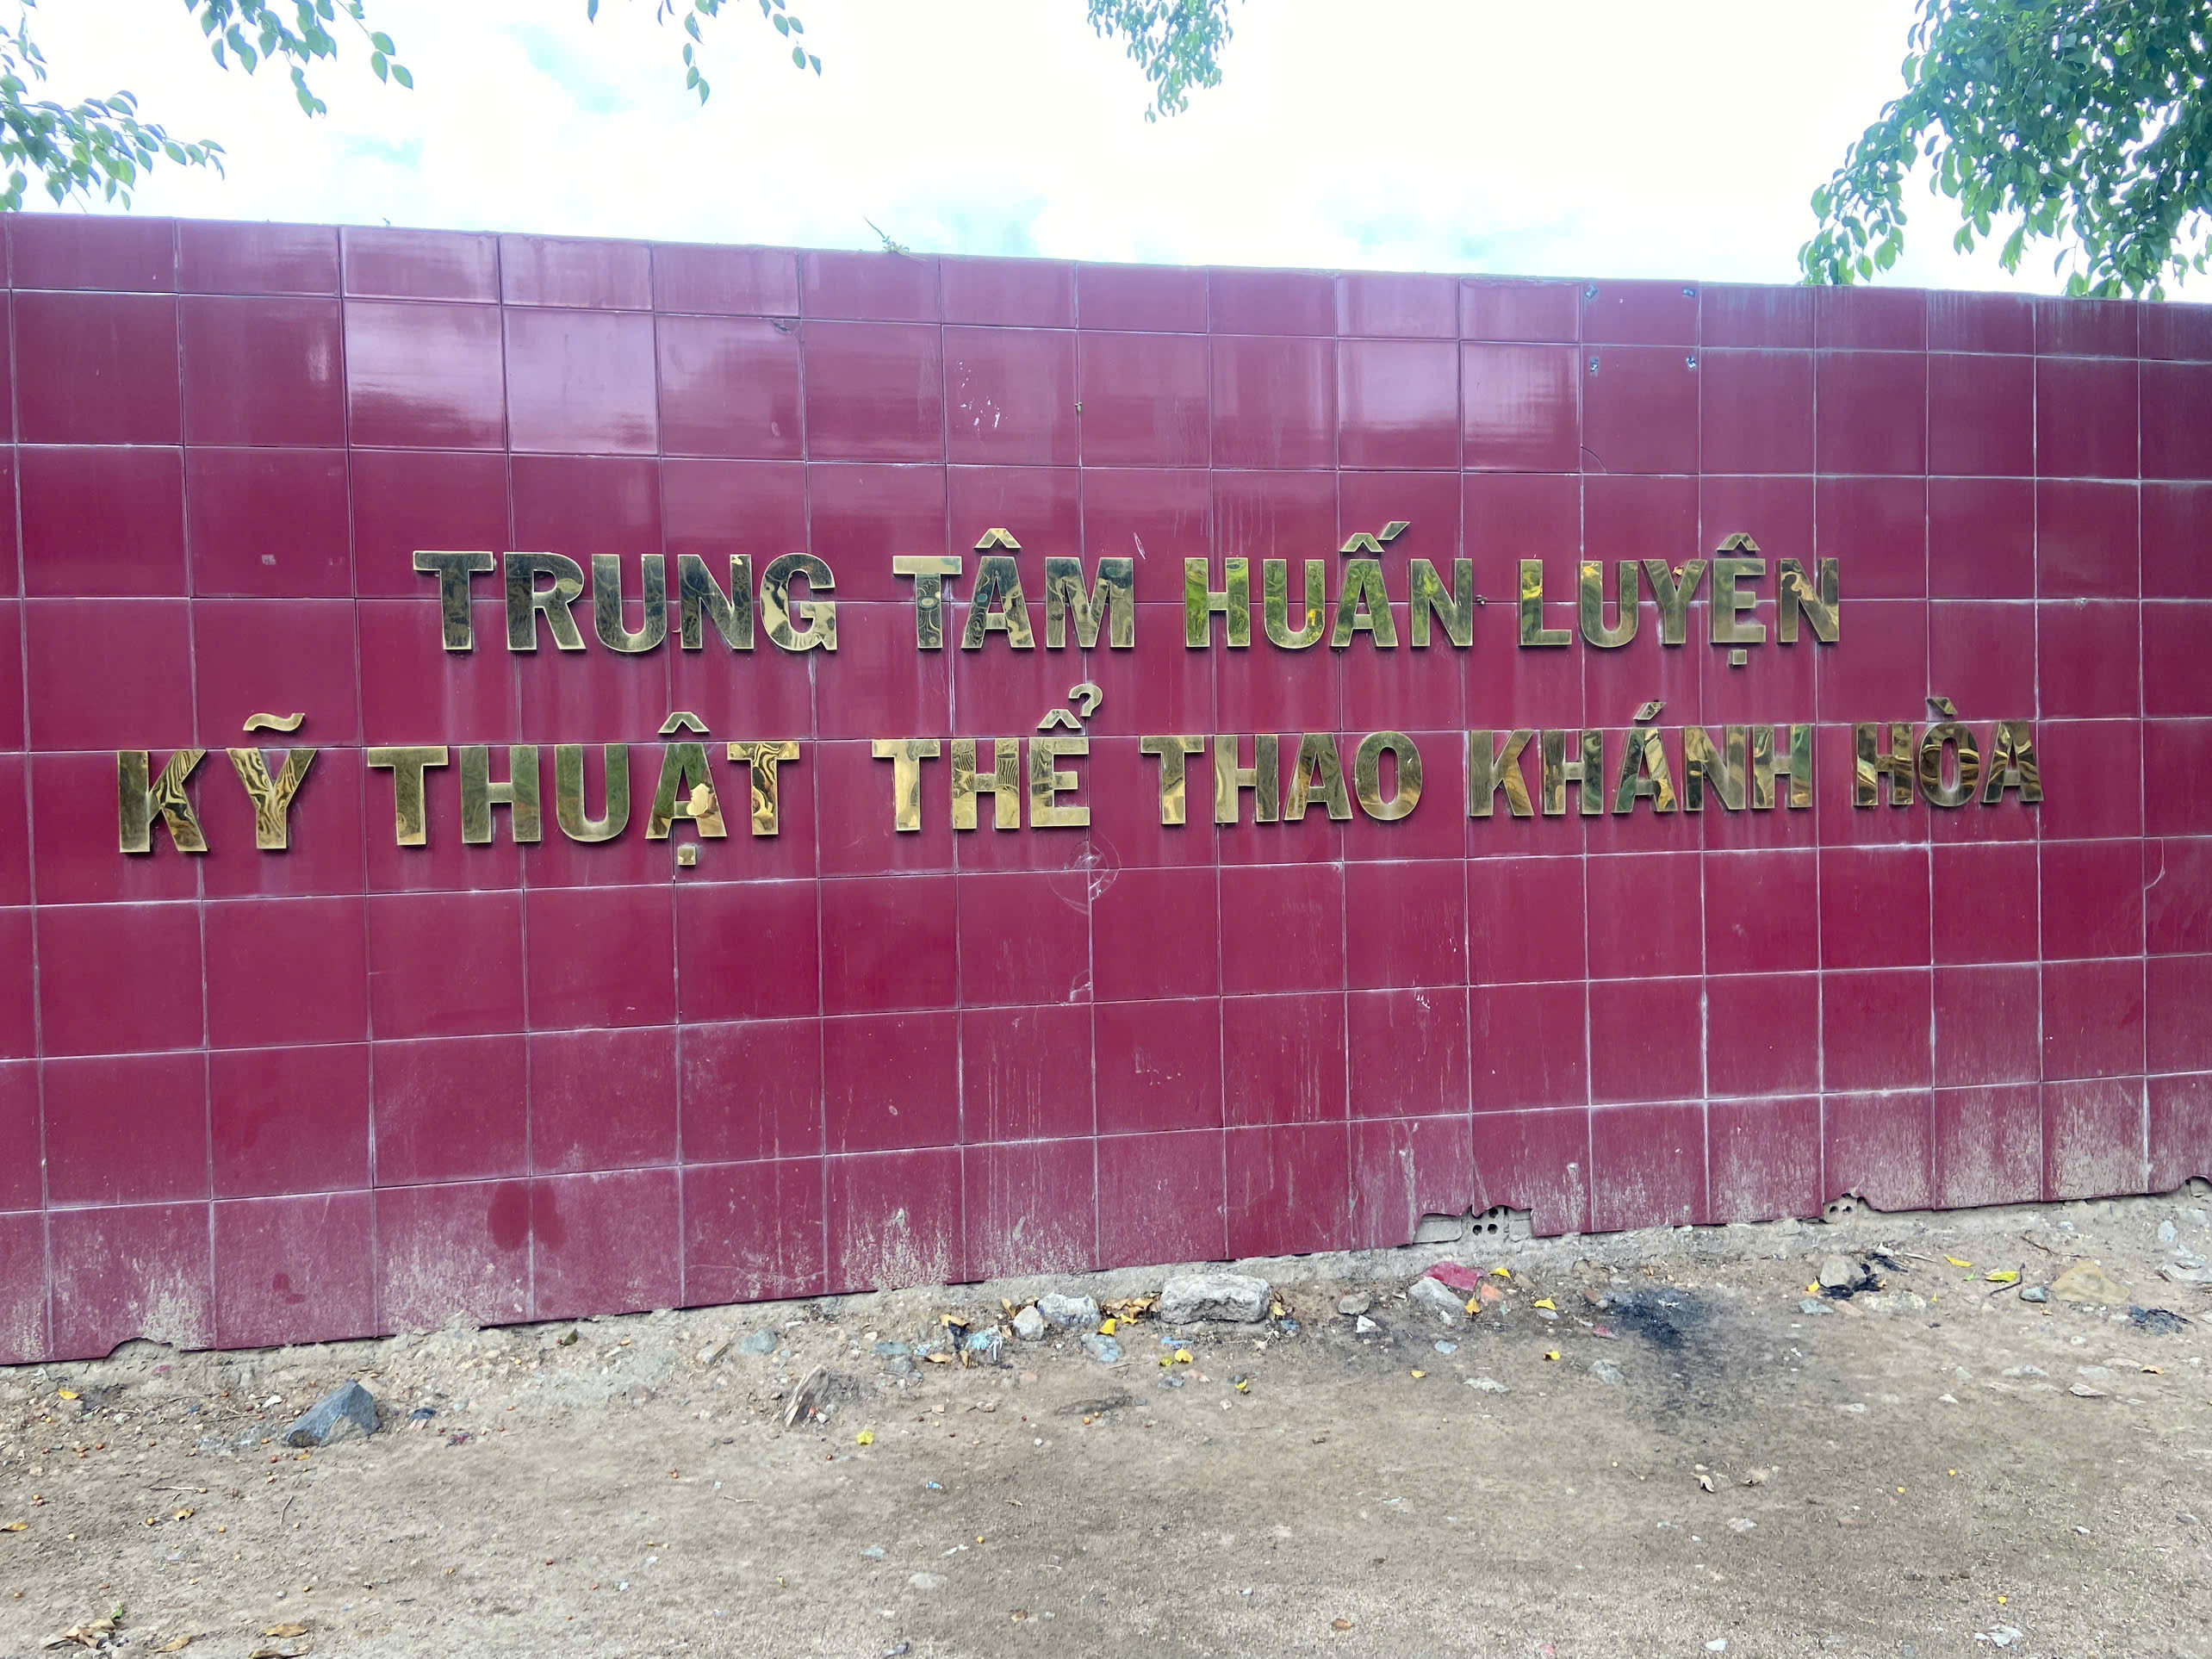 TRUNG TÂM HUẤN LUYỆN
KỸ THUẬT THỂ THAO KHÁNH HÒA